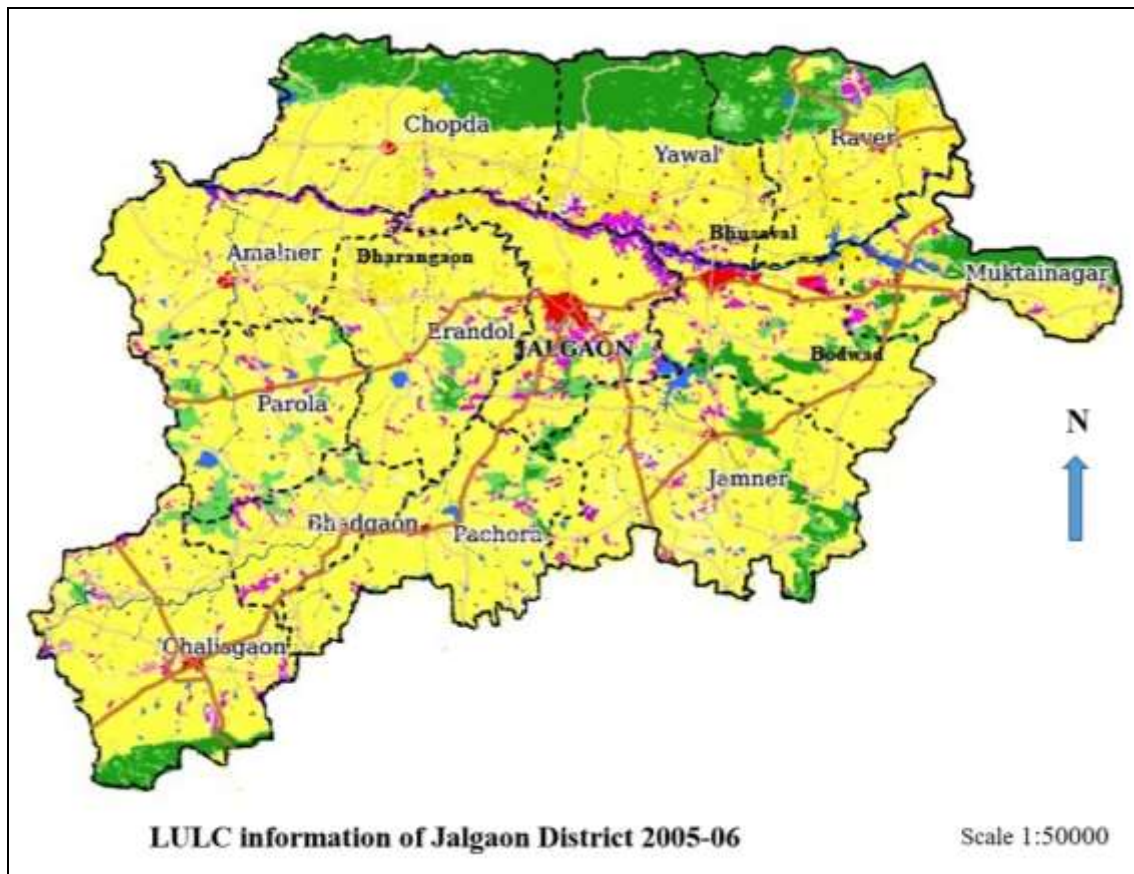 Chopda
Yawal
Raver
Bhusaval
Amalner
Dharangaon
Muktainagar
Erandol
JALGAON
Bodwad
Parola
N
Jamner
Bhadgaon
Pachora
Chalisgaon
LULC information of Jalgaon District 2005-06
Scale 1:50000